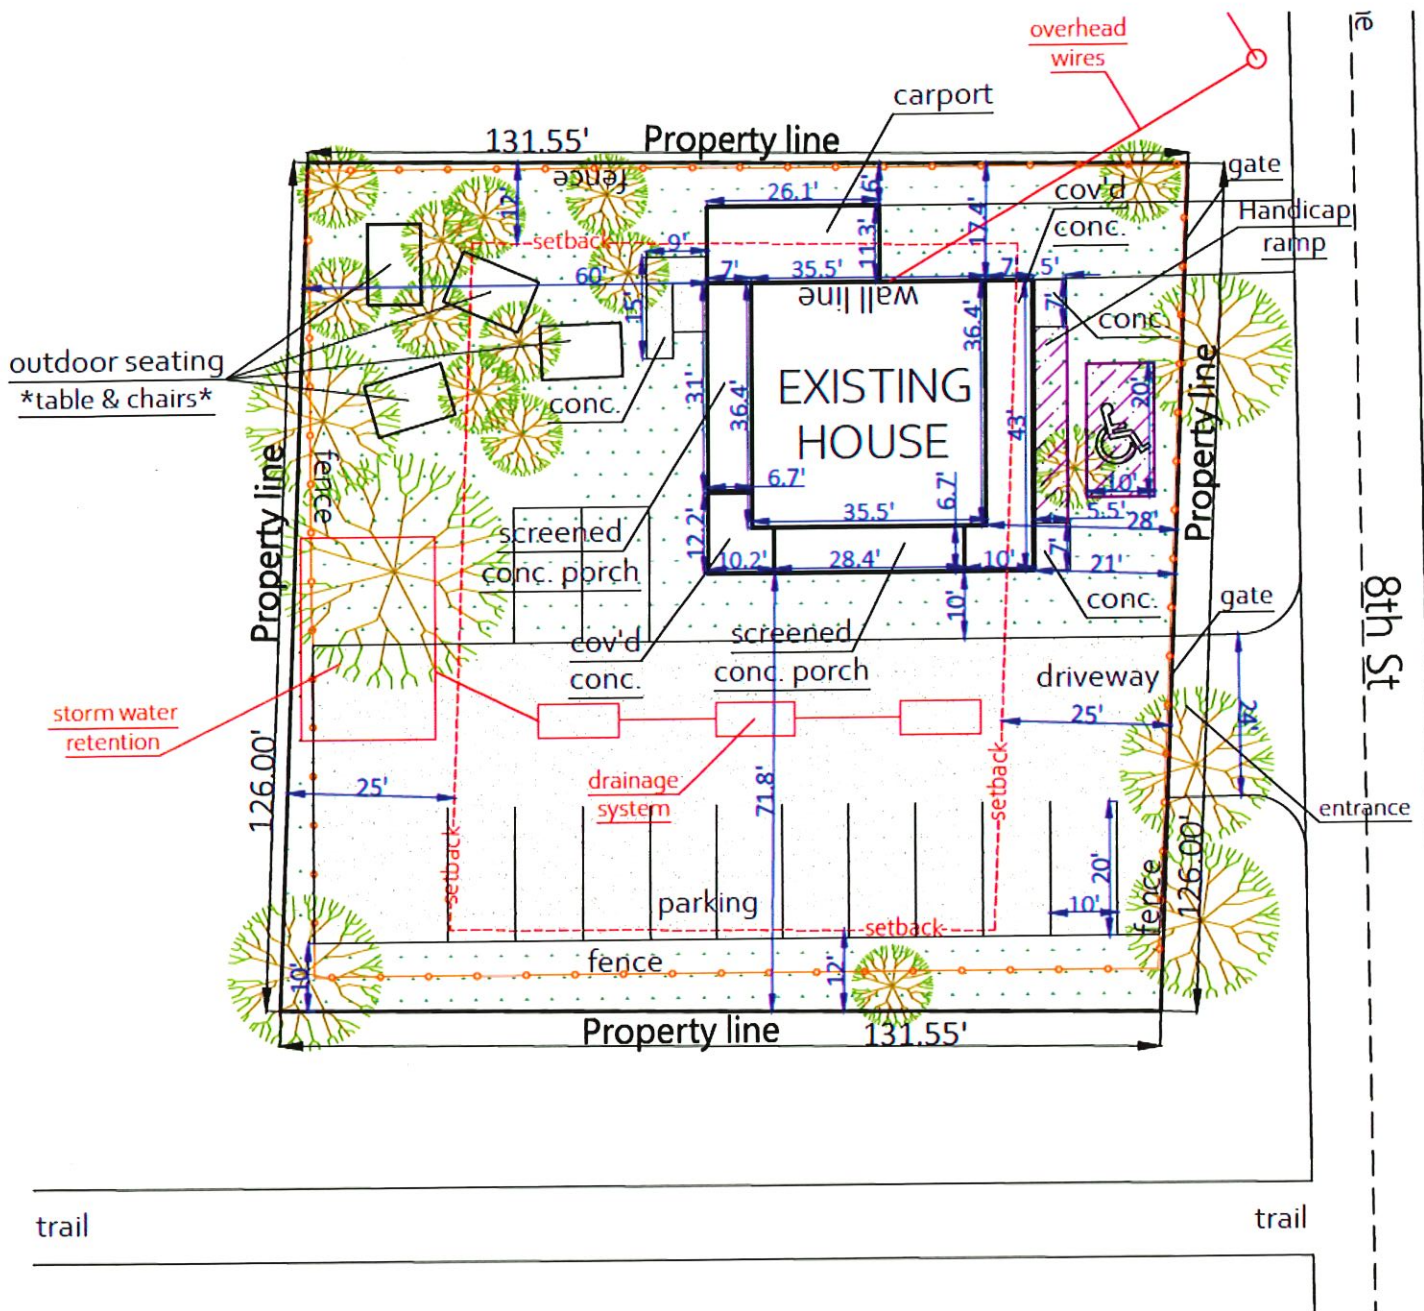 overhead
wires
carport
131.55'
Property line
fence
12'
26.1'
6'
17.4'
cov'd
conc.
gate
Handicap
ramp
setback
9'
11.3'
60'
7'
35.5'
7'
5'
wall line
15'
36.4'
7'
conc.
outdoor seating
*table & chairs*
conc.
31'
36.4'
EXISTING
HOUSE
43'
20'
10'
Property line
Property line
fence
6.7'
6.7'
35.5'
5.5'
28'
screened
conc. porch
12.2'
10.2'
28.4'
10'
7'
21'
10'
conc.
gate
cov'd
conc.
screened
conc. porch
driveway
8th St
storm water
retention
25'
24'
drainage
system
71.8'
setback
126.00'
25'
entrance
setback
parking
20'
10'
126.00'
fence
setback
fence
10'
12'
Property line
131.55'
trail
trail